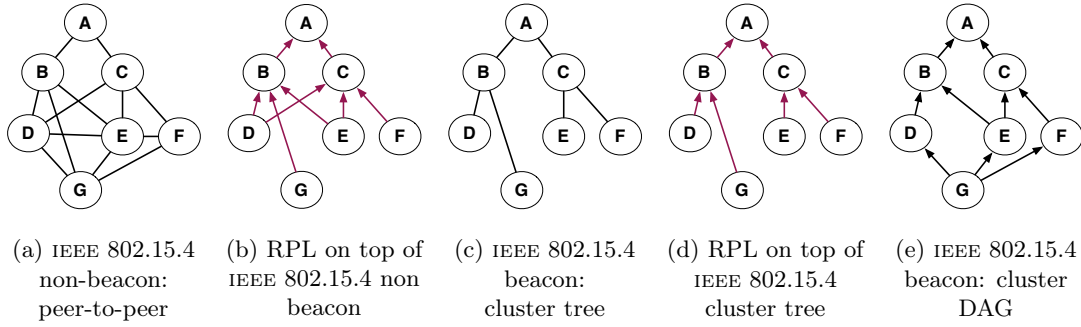 A
B
C
D
E
F
G
(a) IEEE 802.15.4
non-beacon:
peer-to-peer
A
B
C
D
E
F
G
(b) RPL on top of
IEEE 802.15.4 non
beacon
A
B
C
D
E
F
G
(c) IEEE 802.15.4
beacon:
cluster tree
A
B
C
D
E
F
G
(d) RPL on top of
IEEE 802.15.4
cluster tree
A
B
C
D
E
F
G
(e) IEEE 802.15.4
beacon: cluster
DAG